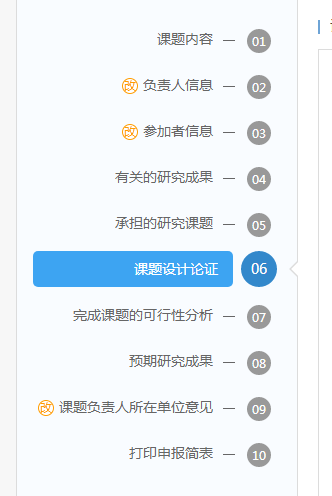 课题内容 — 01
改 负责人信息 — 02
改 参加者信息 — 03
有关的研究成果 — 04
承担的研究课题 — 05
课题设计论证 06
完成课题的可行性分析 — 07
预期研究成果 — 08
改 课题负责人所在单位意见 — 09
打印申报简表 — 10